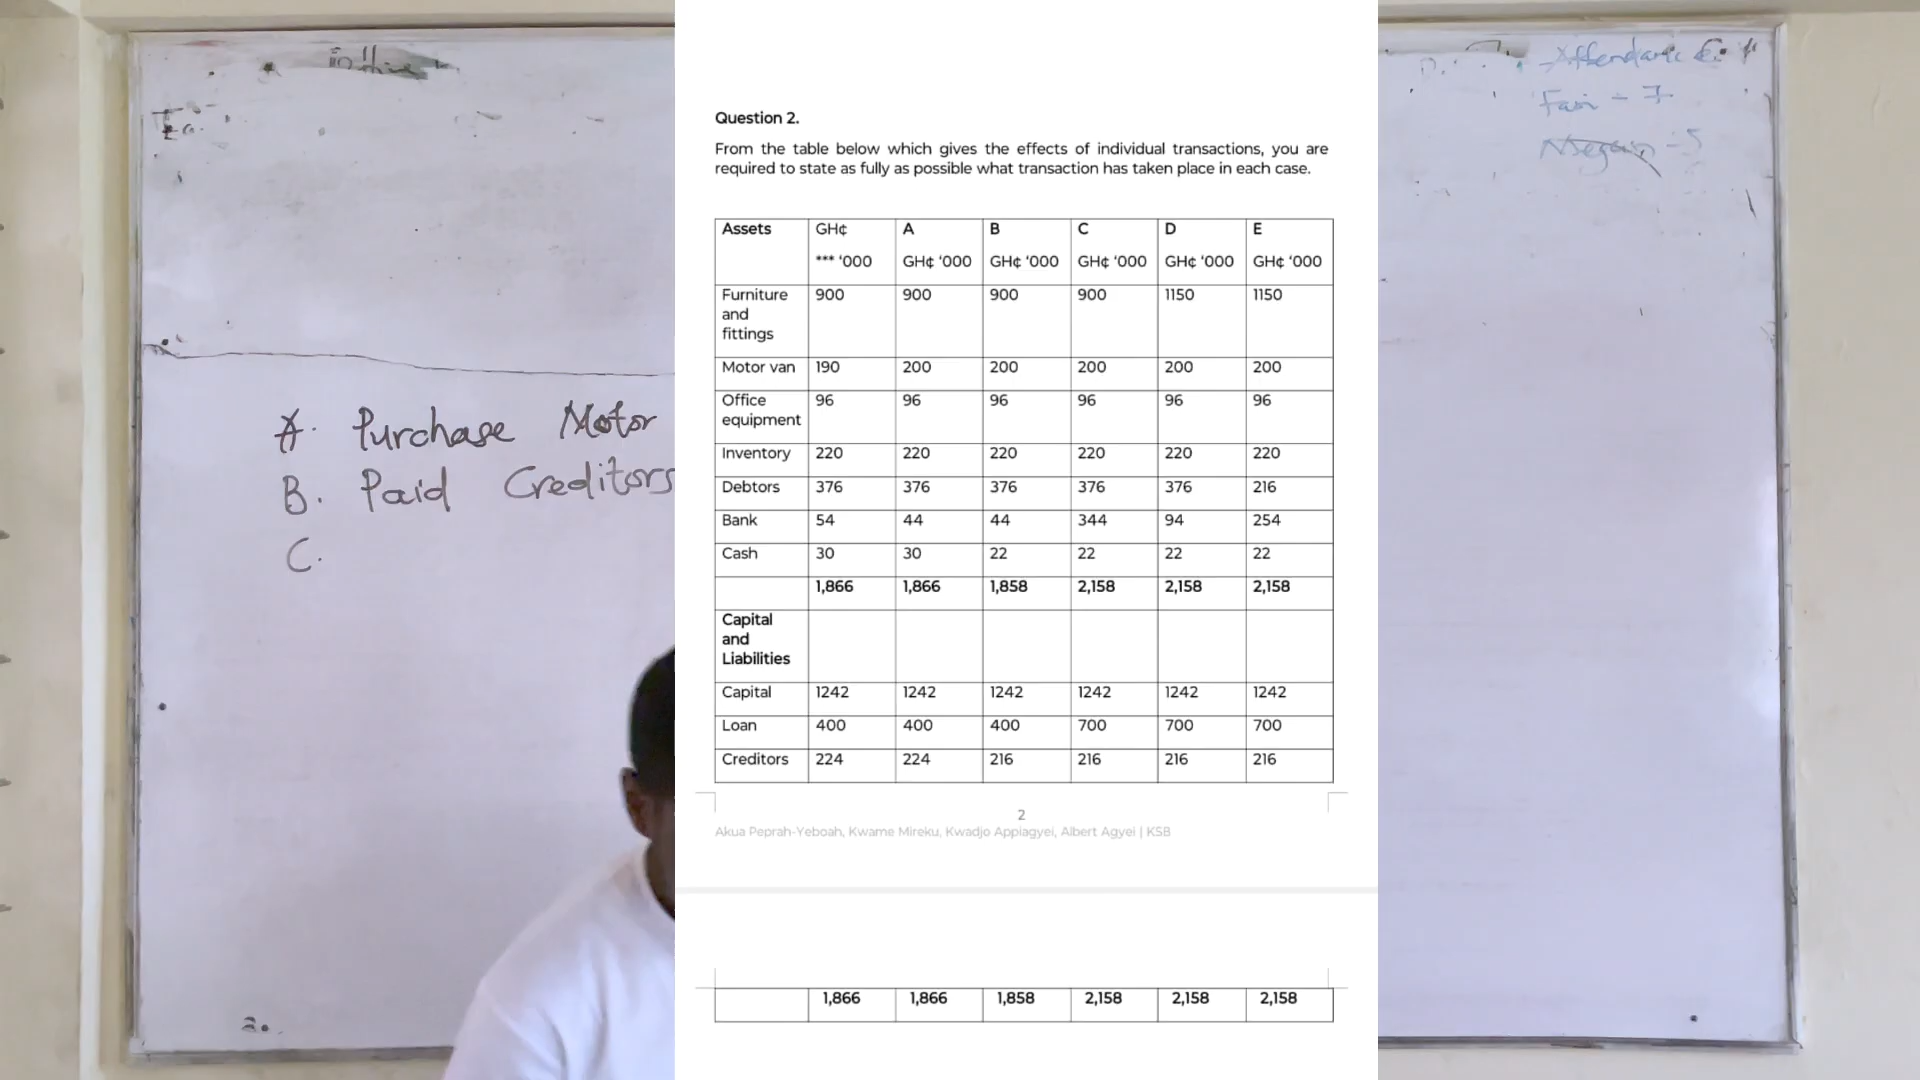 - Attendance
Favi - 7
A. Purchase Motor
B. Paid Creditors
C.
2.
Question 2.
From the table below which gives the effects of individual transactions, you are
required to state as fully as possible what transaction has taken place in each case.
Assets GH¢ A B C D E
*** ‘000 GH¢ ‘000 GH¢ ‘000 GH¢ ‘000 GH¢ ‘000 GH¢ ‘000
Furniture 900 900 900 900 1150 1150
and
fittings
Motor van 190 200 200 200 200 200
Office 96 96 96 96 96 96
equipment
Inventory 220 220 220 220 220 220
Debtors 376 376 376 376 376 216
Bank 54 44 44 344 94 254
Cash 30 30 22 22 22 22
1,866 1,866 1,858 2,158 2,158 2,158
Capital
and
Liabilities
Capital 1242 1242 1242 1242 1242 1242
Loan 400 400 400 700 700 700
Creditors 224 224 216 216 216 216
2
Akua Peprah-Yeboah, Kwame Mireku, Kwadjo Appiagyei, Albert Agyei | KSB
1,866 1,866 1,858 2,158 2,158 2,158